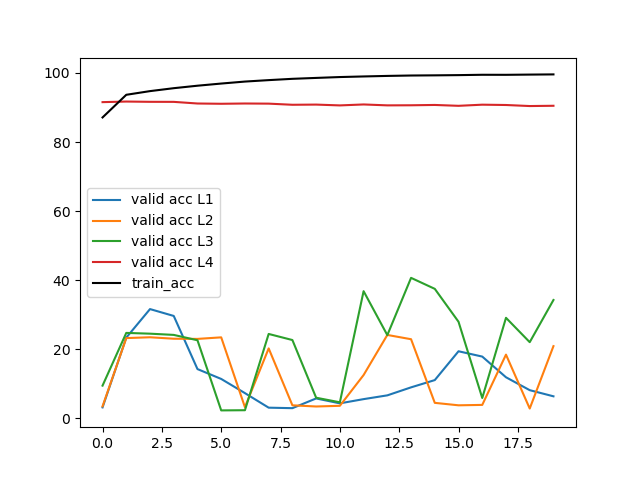 100
80
60
40
20
0
valid acc L1
valid acc L2
valid acc L3
valid acc L4
train_acc
0.0 2.5 5.0 7.5 10.0 12.5 15.0 17.5